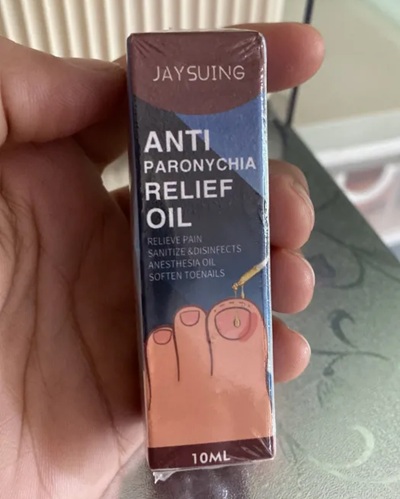 JAYSUING
ANTI
PARONYCHIA
RELIEF
OIL
RELIEVE PAIN
SANITIZE &DISINFECTS
ANESTHESIA OIL
SOFTEN TOENAILS
10ML